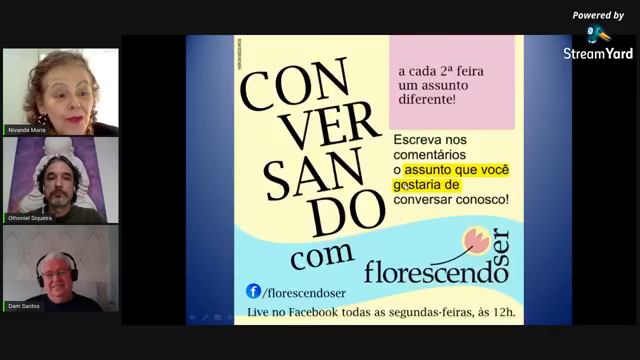 Powered by
StreamYard
CON
VER
SAN
DO
com
florescendo
ser
a cada 2ª feira
um assunto
diferente!
Escreva nos
comentários
o assunto que você
gostaria de
conversar conosco!
/florescendoser
Live no Facebook todas as segundas-feiras, às 12h.
Nivanda Maria
Othoniel Siqueira
Dam Santos